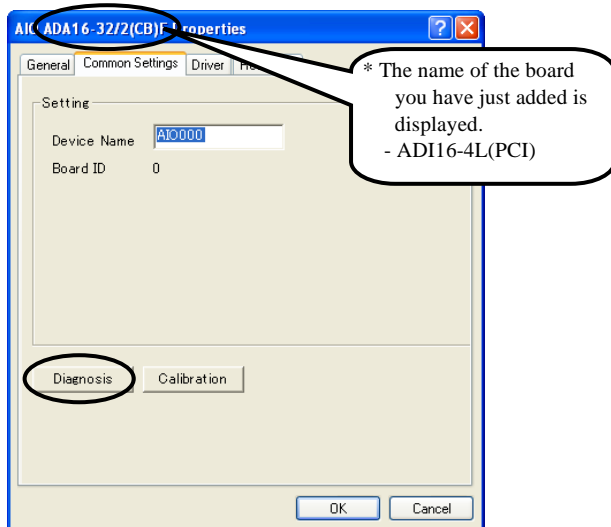 AIO ADA16-32/2(CB)F Properties
General Common Settings Driver
* The name of the board
you have just added is
displayed.
- ADI16-4L(PCI)
Setting
Device Name AIO000
Board ID 0
Diagnosis Calibration
OK Cancel